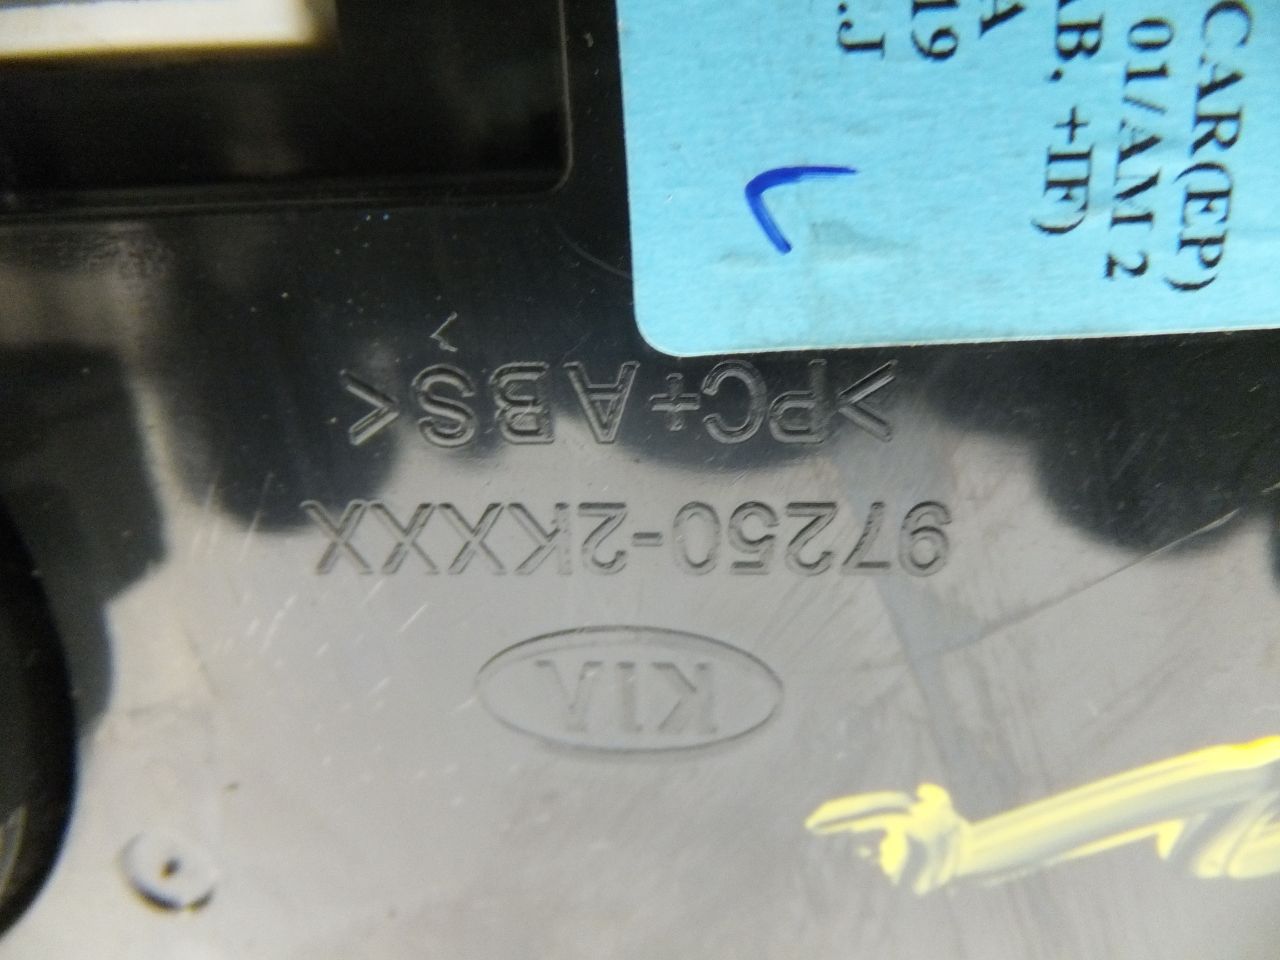 CAR(EP)
01/AM 2
AB, +IF)
A
19
.J
>PC+ABS<
97250-2KXXX
KIA